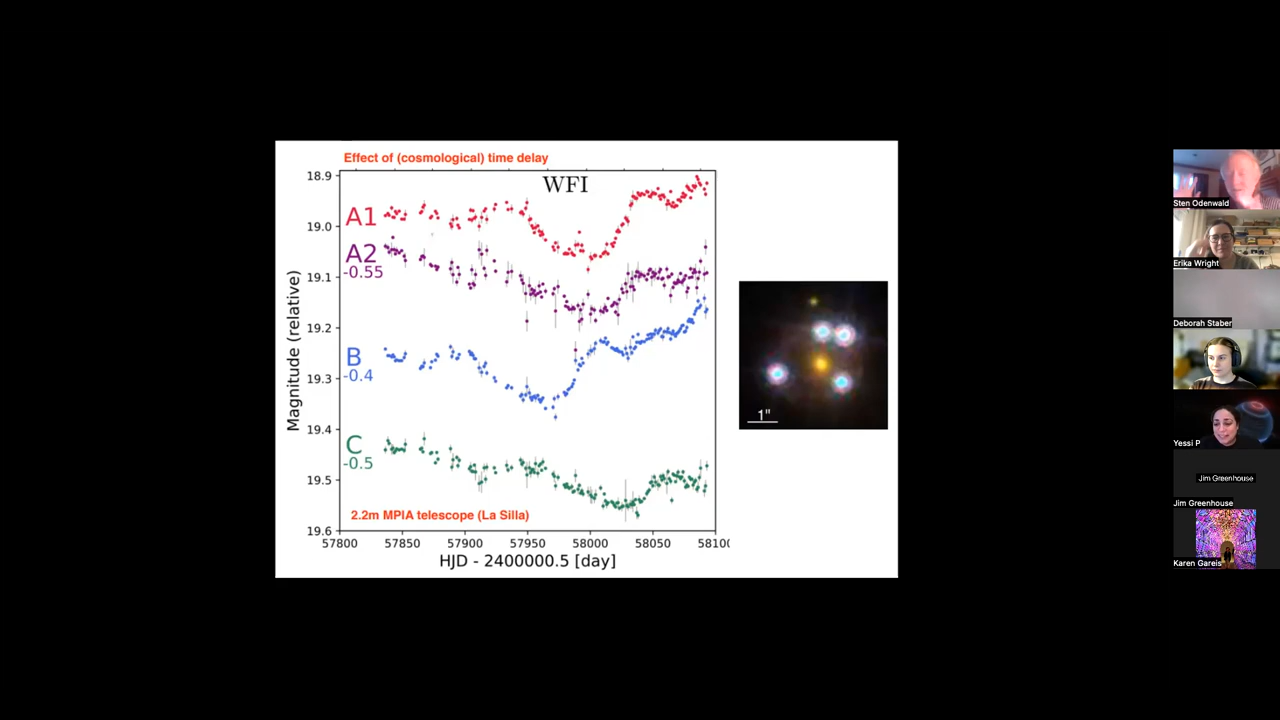 Effect of (cosmological) time delay
WFI
18.9
19.0
19.1
19.2
19.3
19.4
19.5
19.6
Magnitude (relative)
A1
A2
-0.55
B
-0.4
C
-0.5
2.2m MPIA telescope (La Silla)
57800 57850 57900 57950 58000 58050 5810
HJD - 2400000.5 [day]
1"
Sten Odenwald
Erika Wright
Deborah Staber
Yessi P
Jim Greenhouse
Jim Greenhouse
Karen Gareis